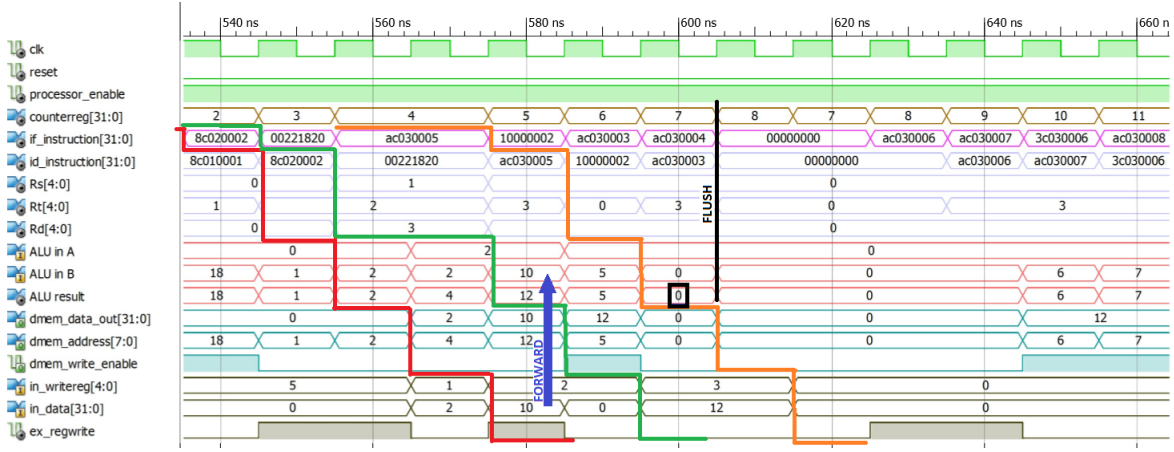 540 ns 560 ns 580 ns 600 ns 620 ns 640 ns 660 
clk
reset
processor_enable
counterreg[31:0] 2 3 4 5 6 7 8 7 8 9 10 11
if_instruction[31:0] 8c020002 00221820 ac030005 10000002 ac030003 ac030004 00000000 ac030006 ac030007 3c030006 ac030008
id_instruction[31:0] 8c010001 8c020002 00221820 ac030005 10000002 ac030003 00000000 ac030006 ac030007 3c030006
Rs[4:0] 0 1 0
Rt[4:0] 1 2 3 0 3 0 3
Rd[4:0] 0 3 0
ALU in A 0 2 0
ALU in B 18 1 2 2 10 5 0 0 6 7
ALU result 18 1 2 4 12 5 0 0 6 7
dmem_data_out[31:0] 0 2 10 12 0 0 12
dmem_address[7:0] 18 1 2 4 12 5 0 0 6 7
dmem_write_enable
in_writereg[4:0] 5 1 2 3 0
in_data[31:0] 0 2 10 0 12 0
ex_regwrite
FORWARD
FLUSH